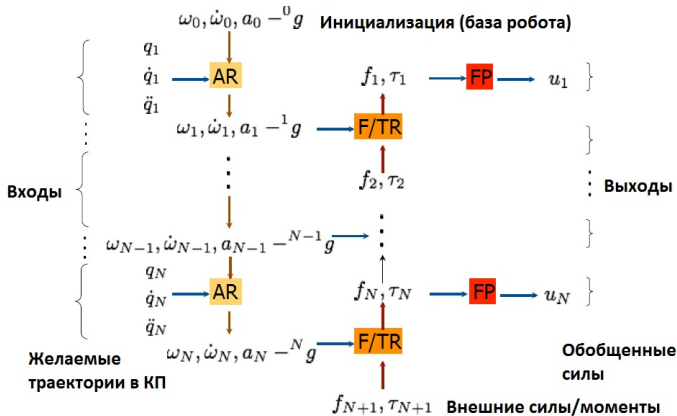 ω₀, ω̇₀, a₀ −⁰g Инициализация (база робота)
q₁
q̇₁ AR f₁, τ₁ FP u₁
q̈₁
ω₁, ω̇₁, a₁ −¹g F/TR
f₂, τ₂
Входы Выходы
ω_{N−1}, ω̇_{N−1}, a_{N−1} −^{N−1}g
q_N
q̇_N AR f_N, τ_N FP u_N
q̈_N
ω_N, ω̇_N, a_N −^N g F/TR
Желаемые
траектории в КП
Обобщенные
силы
f_{N+1}, τ_{N+1} Внешние силы/моменты